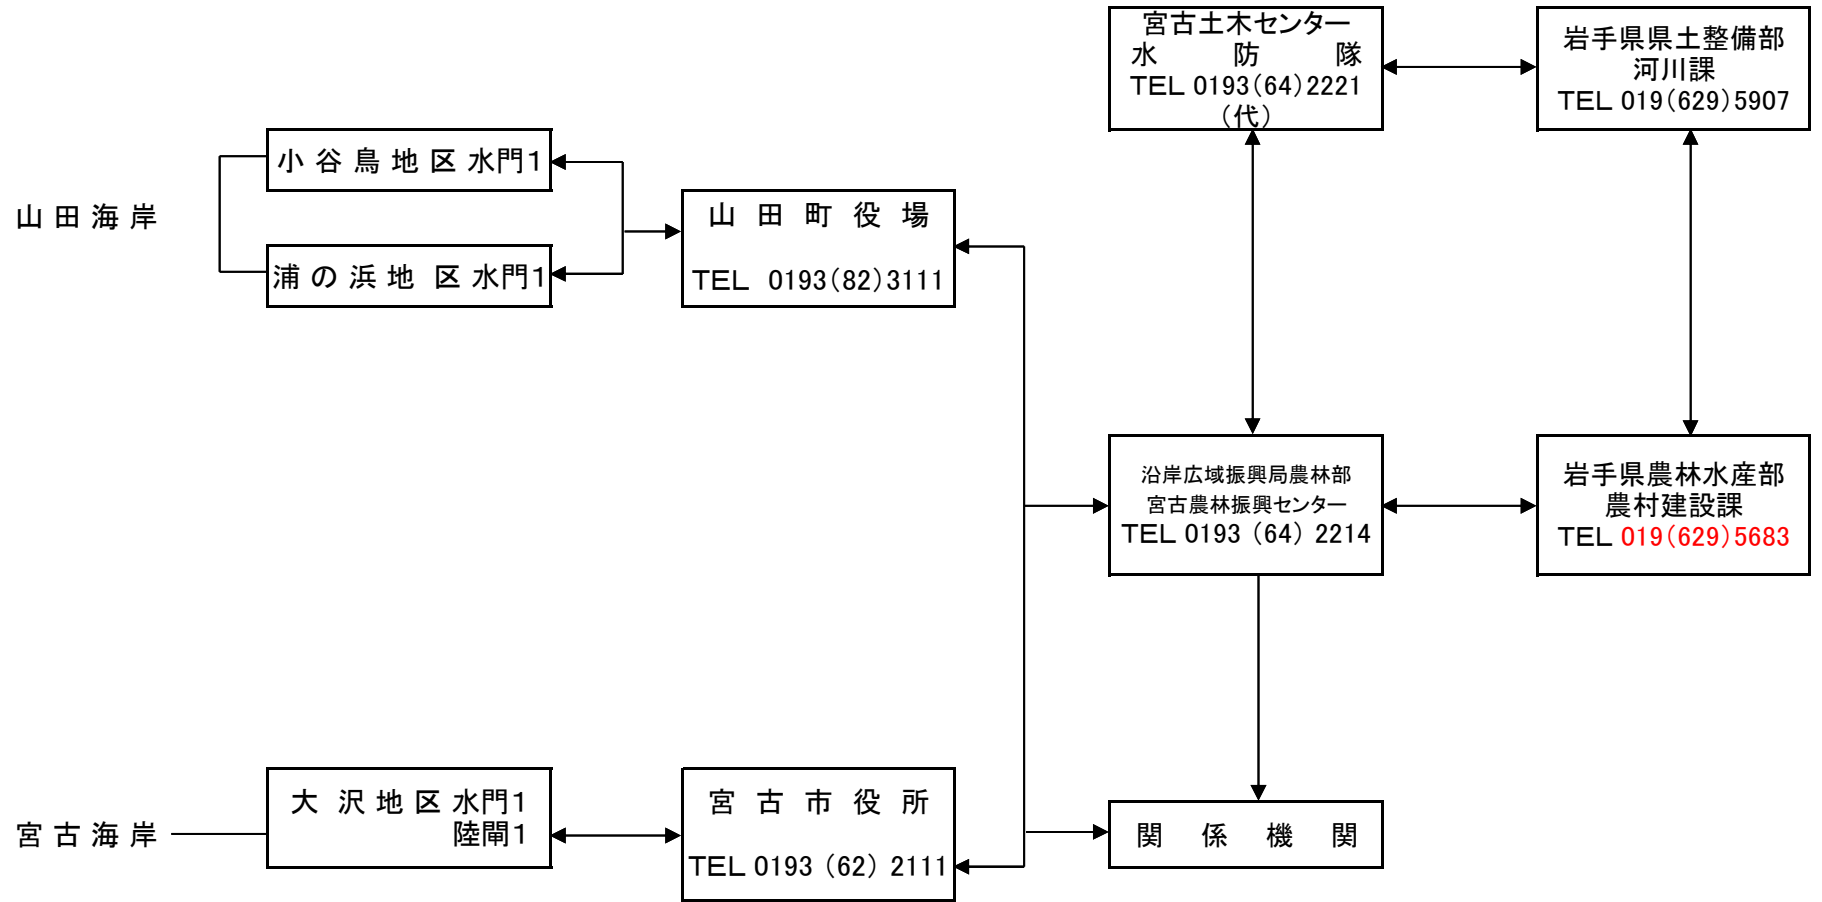 宮古土木センター
水防隊
TEL 0193(64)2221
(代)
岩手県県土整備部
河川課
TEL 019(629)5907
小谷鳥地区水門1
山田海岸
浦の浜地区水門1
山田町役場
TEL 0193(82)3111
沿岸広域振興局農林部
宮古農林振興センター
TEL 0193 (64) 2214
岩手県農林水産部
農村建設課
TEL 019(629)5683
宮古海岸
大沢地区水門1
陸閘1
宮古市役所
TEL 0193 (62) 2111
関係機関